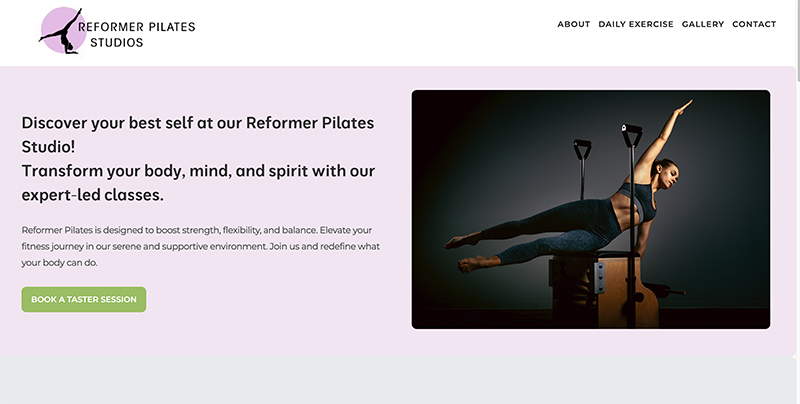 REFORMER PILATES
STUDIOS
ABOUT DAILY EXERCISE GALLERY CONTACT
Discover your best self at our Reformer Pilates
Studio!
Transform your body, mind, and spirit with our
expert-led classes.
Reformer Pilates is designed to boost strength, flexibility, and balance. Elevate your
fitness journey in our serene and supportive environment. Join us and redefine what
your body can do.
BOOK A TASTER SESSION